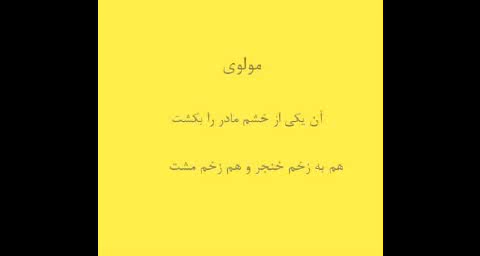 مولوی
آن یکی از خشم مادر را بکشت
هم به زخم خنجر و هم زخم مشت